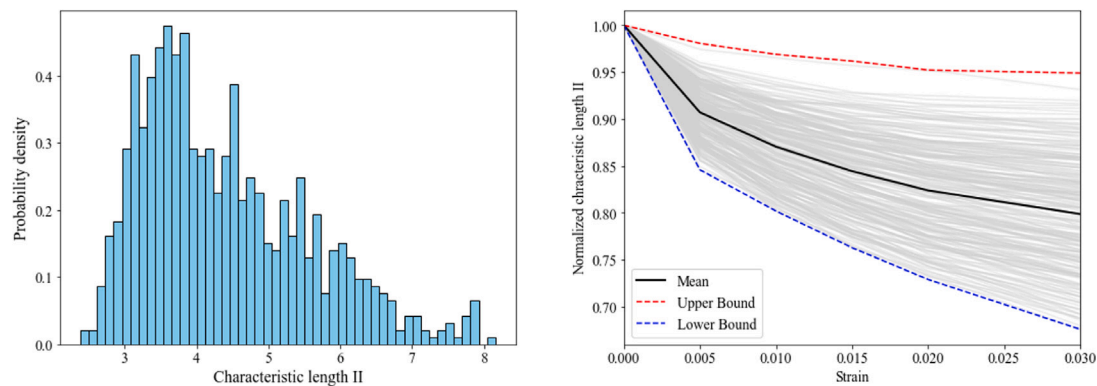 Probability density
0.4
0.3
0.2
0.1
0.0
3 4 5 6 7 8
Characteristic length II
Normalized chracteristic length II
1.00
0.95
0.90
0.85
0.80
0.75
0.70
Mean
Upper Bound
Lower Bound
0.000 0.005 0.010 0.015 0.020 0.025 0.030
Strain